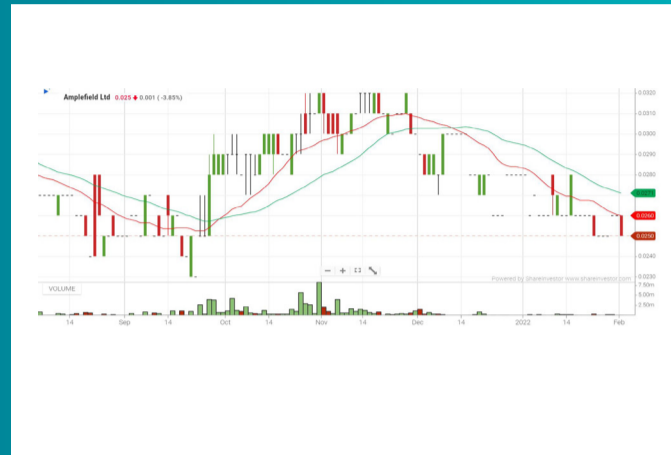 Amplefield Ltd 0.025 0.001 ( -3.85%)
0.0320
0.0310
0.0300
0.0290
0.0280
0.0271
0.0260
0.0250
0.0240
0.0230
Powered by ShareInvestor www.shareinvestor.com
VOLUME
7.50m
5.00m
2.50m
14 Sep 14 Oct 14 Nov 14 Dec 14 2022 14 Feb